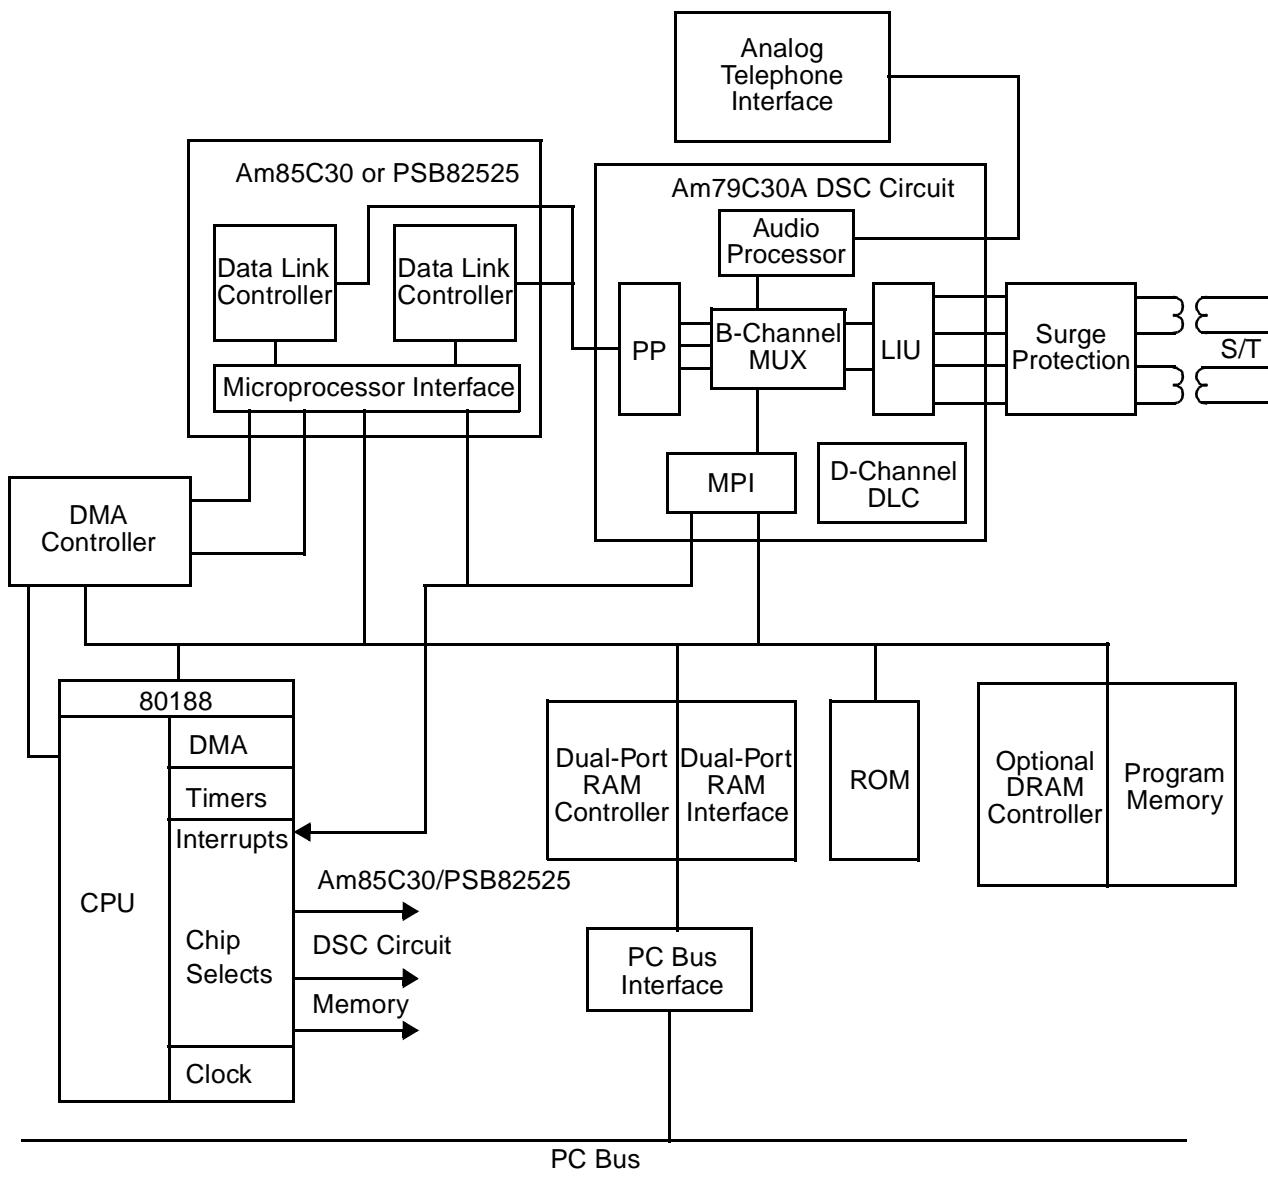 Analog
Telephone
Interface
Am85C30 or PSB82525
Am79C30A DSC Circuit
Audio
Processor
Data Link
Controller
Data Link
Controller
PP
B-Channel
MUX
LIU
Surge
Protection
S/T
Microprocessor Interface
MPI
D-Channel
DLC
DMA
Controller
80188
DMA
Timers
Interrupts
CPU
Chip
Selects
Clock
Am85C30/PSB82525
DSC Circuit
Memory
Dual-Port
RAM
Controller
Dual-Port
RAM
Interface
ROM
Optional
DRAM
Controller
Program
Memory
PC Bus
Interface
PC Bus